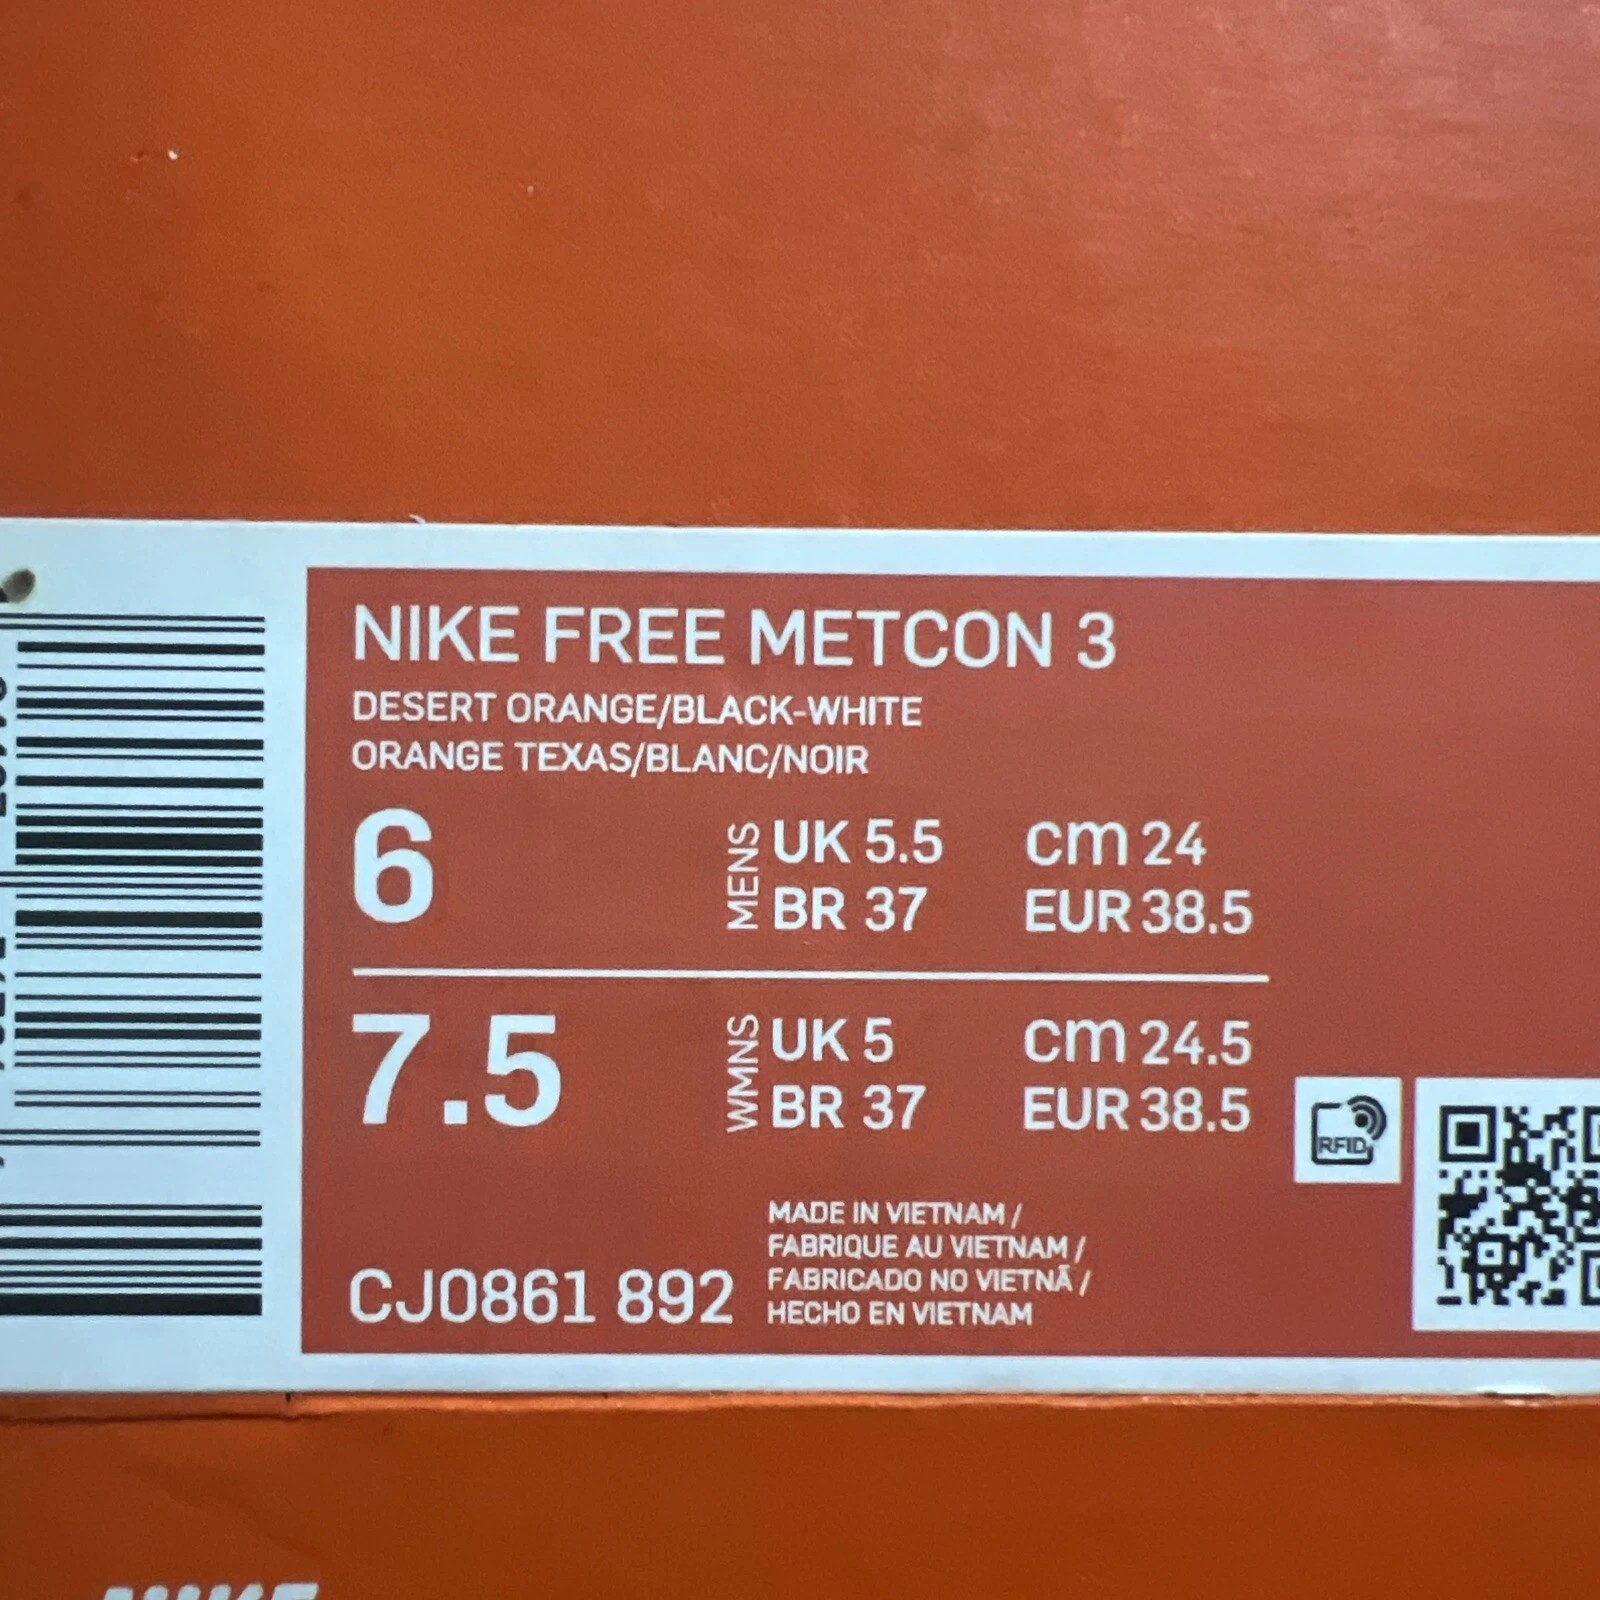 NIKE FREE METCON 3
DESERT ORANGE/BLACK-WHITE
ORANGE TEXAS/BLANC/NOIR
6
MENS
UK 5.5 cm 24
BR 37 EUR 38.5
7.5
WMNS
UK 5 cm 24.5
BR 37 EUR 38.5
RFID
MADE IN VIETNAM /
FABRIQUE AU VIETNAM /
FABRICADO NO VIETNÃ /
HECHO EN VIETNAM
CJ0861 892
NIKE